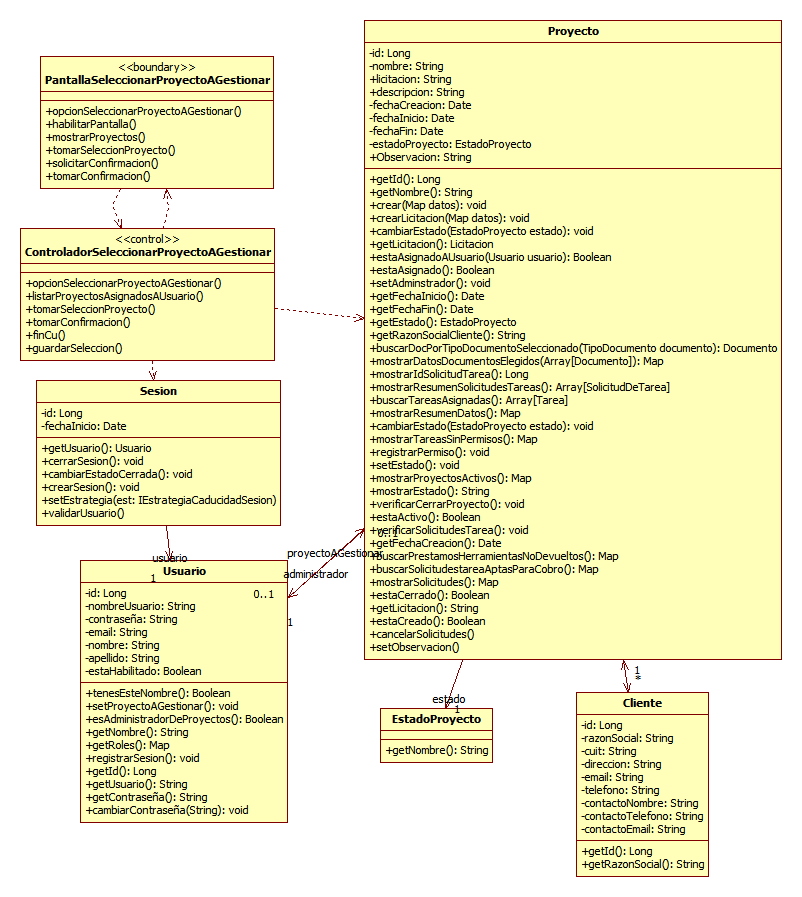 <<boundary>>
PantallaSeleccionarProyectoAGestionar
+opcionSeleccionarProyectoAGestionar()
+habilitarPantalla()
+mostrarProyectos()
+tomarSeleccionProyecto()
+solicitarConfirmacion()
+tomarConfirmacion()
<<control>>
ControladorSeleccionarProyectoAGestionar
+opcionSeleccionarProyectoAGestionar()
+listarProyectosAsignadosAUsuario()
+tomarSeleccionProyecto()
+tomarConfirmacion()
+finCu()
+guardarSeleccion()
Sesion
-id: Long
-fechaInicio: Date
+getUsuario(): Usuario
+cerrarSesion(): void
+cambiarEstadoCerrada(): void
+crearSesion(): void
+setEstrategia(est: IEstrategiaCaducidadSesion)
+validarUsuario()
usuario
1
Usuario
-id: Long
-nombreUsuario: String
-contraseña: String
-email: String
-nombre: String
-apellido: String
-estaHabilitado: Boolean
+tenesEsteNombre(): Boolean
+setProyectoAGestionar(): void
+esAdministradorDeProyectos(): Boolean
+getNombre(): String
+getRoles(): Map
+registrarSesion(): void
+getId(): Long
+getUsuario(): String
+getContraseña(): String
+cambiarContraseña(String): void
0..1
1
proyectoAGestionar
administrador
0..1
Proyecto
-id: Long
-nombre: String
+licitacion: String
+descripcion: String
-fechaCreacion: Date
-fechaInicio: Date
-fechaFin: Date
-estadoProyecto: EstadoProyecto
+Observacion: String
+getId(): Long
+getNombre(): String
+crear(Map datos): void
+crearLicitacion(Map datos): void
+cambiarEstado(EstadoProyecto estado): void
+getLicitacion(): Licitacion
+estaAsignadoAUsuario(Usuario usuario): Boolean
+estaAsignado(): Boolean
+setAdminstrador(): void
+getFechaInicio(): Date
+getFechaFin(): Date
+getEstado(): EstadoProyecto
+getRazonSocialCliente(): String
+buscarDocPorTipoDocumentoSeleccionado(TipoDocumento documento): Documento
+mostrarDatosDocumentosElegidos(Array[Documento]): Map
+mostrarIdSolicitudTarea(): Long
+mostrarResumenSolicitudesTareas(): Array[SolicitudDeTarea]
+buscarTareasAsignadas(): Array[Tarea]
+mostrarResumenDatos(): Map
+cambiarEstado(EstadoProyecto estado): void
+mostrarTareasSinPermisos(): Map
+registrarPermiso(): void
+setEstado(): void
+mostrarProyectosActivos(): Map
+mostrarEstado(): String
+verificarCerrarProyecto(): void
+estaActivo(): Boolean
+verificarSolicitudesTarea(): void
+getFechaCreacion(): Date
+buscarPrestamosHerramientasNoDevueltos(): Map
+buscarSolicitudestareaAptasParaCobro(): Map
+mostrarSolicitudes(): Map
+estaCerrado(): Boolean
+getLicitacion(): String
+estaCreado(): Boolean
+cancelarSolicitudes()
+setObservacion()
estado
1
EstadoProyecto
+getNombre(): String
1
*
Cliente
-id: Long
-razonSocial: String
-cuit: String
-direccion: String
-email: String
-telefono: String
-contactoNombre: String
-contactoTelefono: String
-contactoEmail: String
+getId(): Long
+getRazonSocial(): String